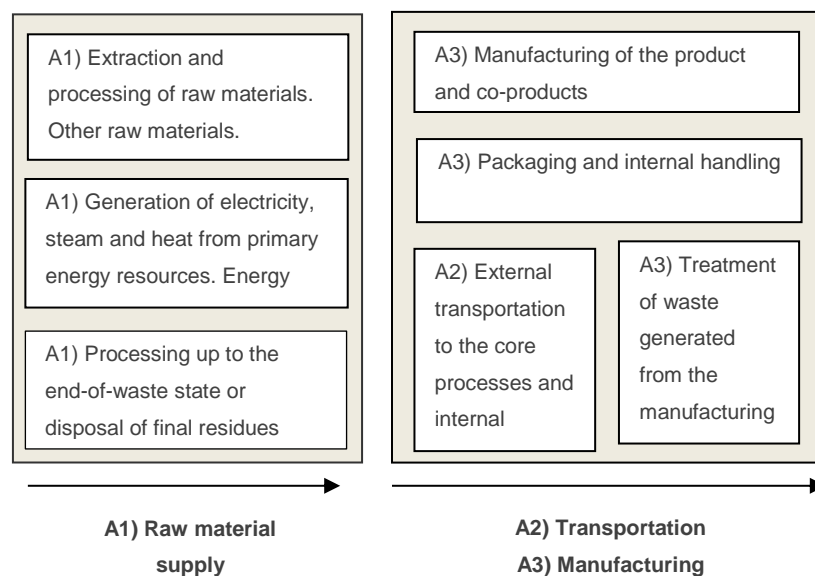 A1) Extraction and
processing of raw materials.
Other raw materials.
A1) Generation of electricity,
steam and heat from primary
energy resources. Energy
A1) Processing up to the
end-of-waste state or
disposal of final residues
A1) Raw material
supply
A3) Manufacturing of the product
and co-products
A3) Packaging and internal handling
A2) External
transportation
to the core
processes and
internal
A3) Treatment
of waste
generated
from the
manufacturing
A2) Transportation
A3) Manufacturing